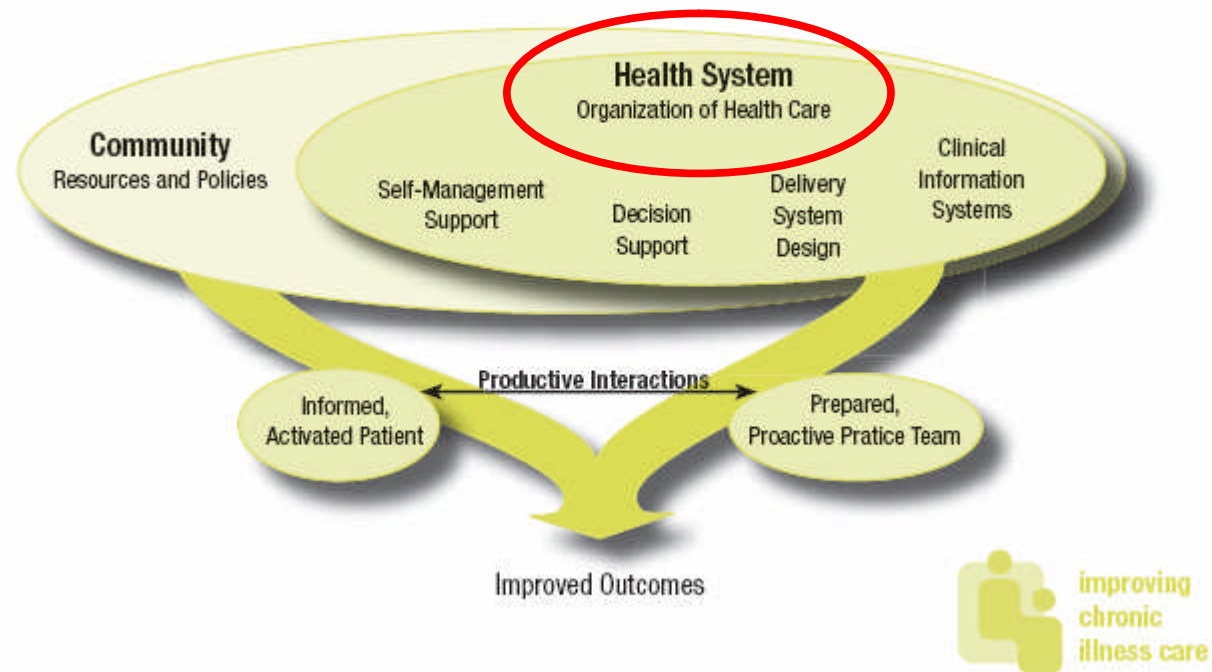 Health System
Organization of Health Care
Community
Resources and Policies
Self-Management
Support
Decision
Support
Delivery
System
Design
Clinical
Information
Systems
Productive Interactions
Informed,
Activated Patient
Prepared,
Proactive Pratice Team
Improved Outcomes
improving
chronic
illness care